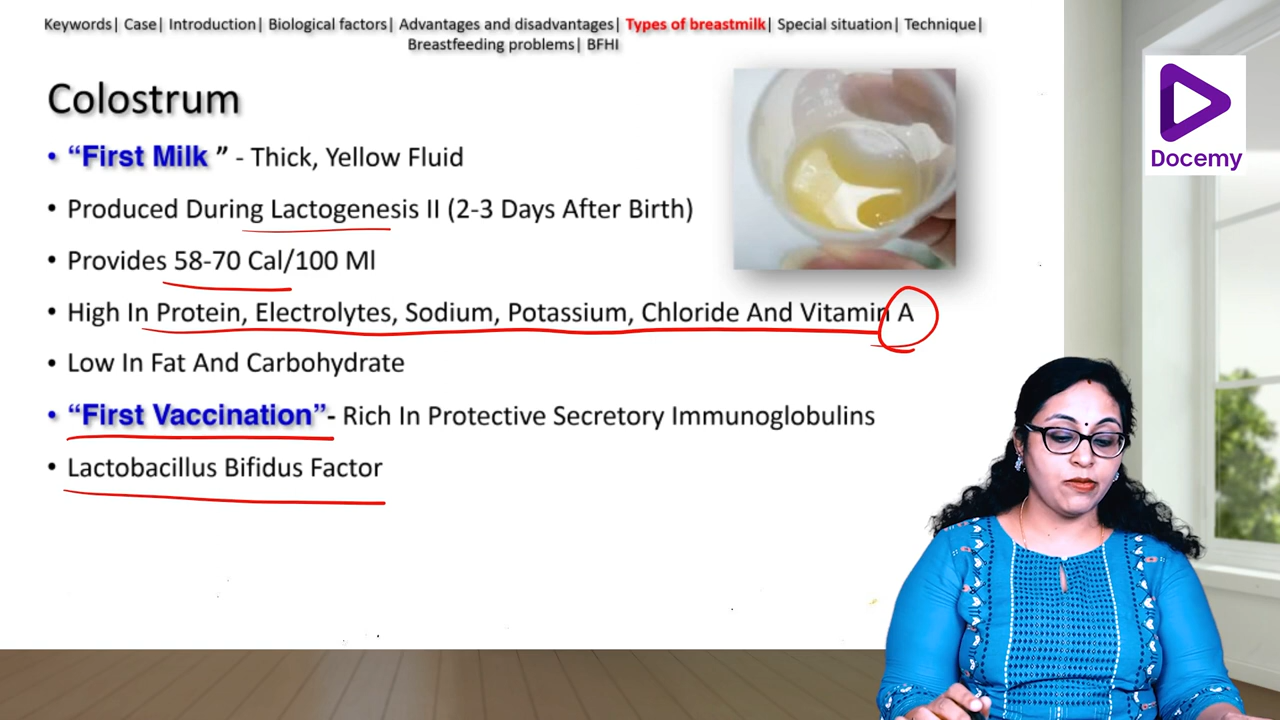 Keywords| Case| Introduction| Biological factors| Advantages and disadvantages| Types of breastmilk| Special situation| Technique|
Breastfeeding problems| BFHI
Colostrum
• “First Milk ” - Thick, Yellow Fluid
• Produced During Lactogenesis II (2-3 Days After Birth)
• Provides 58-70 Cal/100 Ml
• High In Protein, Electrolytes, Sodium, Potassium, Chloride And Vitamin A
• Low In Fat And Carbohydrate
• “First Vaccination”- Rich In Protective Secretory Immunoglobulins
• Lactobacillus Bifidus Factor
Docemy